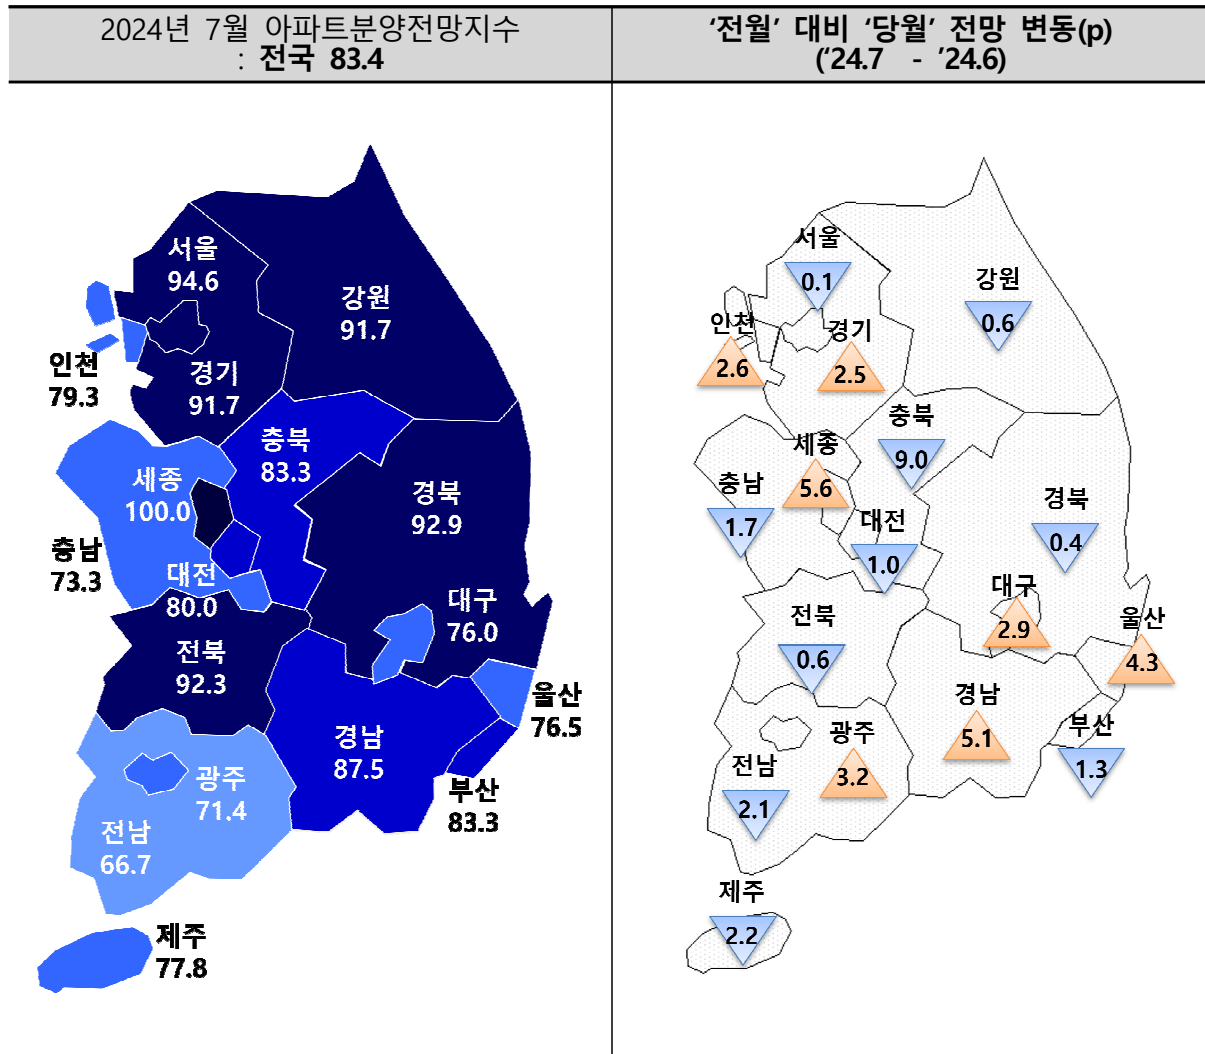 2024년 7월 아파트분양전망지수
: 전국 83.4
‘전월’ 대비 ‘당월’ 전망 변동(p)
(‘24.7 - ’24.6)
서울
94.6
강원
91.7
인천
79.3
경기
91.7
충북
83.3
세종
100.0
경북
92.9
충남
73.3
대전
80.0
대구
76.0
전북
92.3
울산
76.5
경남
87.5
광주
71.4
부산
83.3
전남
66.7
제주
77.8
서울
0.1
강원
0.6
인천
2.6
경기
2.5
충북
9.0
세종
5.6
충남
1.7
경북
0.4
대전
1.0
대구
2.9
울산
4.3
전북
0.6
경남
5.1
부산
1.3
광주
3.2
전남
2.1
제주
2.2